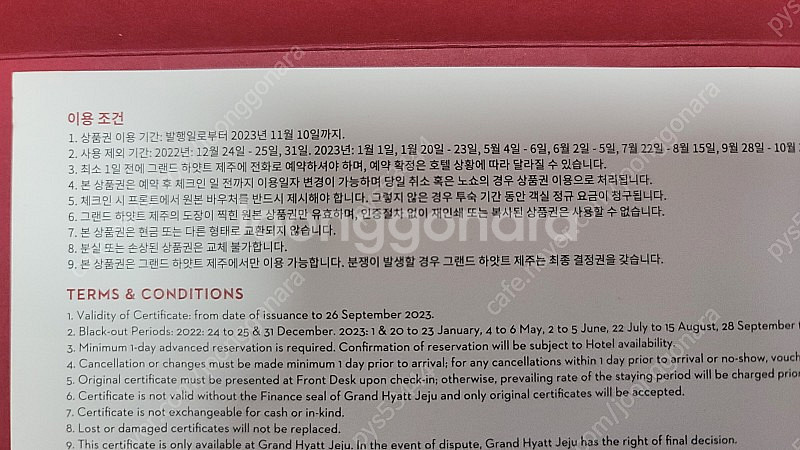 이용 조건
1. 상품권 이용 기간: 발행일로부터 2023년 11월 10일까지.
2. 사용 제외 기간: 2022년: 12월 24일 - 25일, 31일. 2023년: 1월 1일, 1월 20일 - 23일, 5월 4일 - 6일, 6월 2일 - 5일, 7월 22일 - 8월 15일, 9월 28일 - 10월
3. 최소 1일 전에 그랜드 하얏트 제주에 전화로 예약하셔야 하며, 예약 확정은 호텔 상황에 따라 달라질 수 있습니다.
4. 본 상품권은 예약 후 체크인 일 전까지 이용일자 변경이 가능하며 당일 취소 혹은 노쇼의 경우 상품권 이용으로 처리됩니다.
5. 체크인 시 프론트에서 원본 바우처를 반드시 제시해야 합니다. 그렇지 않은 경우 투숙 기간 동안 객실 정규 요금이 청구됩니다.
6. 그랜드 하얏트 제주의 도장이 찍힌 원본 상품권만 유효하며, 인증절차 없이 재인쇄 또는 복사된 상품권은 사용할 수 없습니다.
7. 본 상품권은 현금 또는 다른 형태로 교환되지 않습니다.
8. 분실 또는 손상된 상품권은 교체 불가합니다.
9. 본 상품권은 그랜드 하얏트 제주에서만 이용 가능합니다. 분쟁이 발생할 경우 그랜드 하얏트 제주는 최종 결정권을 갖습니다.
TERMS & CONDITIONS
1. Validity of Certificate: from date of issuance to 26 September 2023.
2. Black-out Periods: 2022: 24 to 25 & 31 December. 2023: 1 & 20 to 23 January, 4 to 6 May, 2 to 5 June, 22 July to 15 August, 28 September
3. Minimum 1-day advanced reservation is required. Confirmation of reservation will be subject to Hotel availability.
4. Cancellation or changes must be made minimum 1 day prior to arrival; for any cancellations within 1 day prior to arrival or no-show, vouch
5. Original certificate must be presented at Front Desk upon check-in; otherwise, prevailing rate of the staying period will be charged prior
6. Certificate is not valid without the Finance seal of Grand Hyatt Jeju and only original certificates will be accepted.
7. Certificate is not exchangeable for cash or in-kind.
8. Lost or damaged certificates will not be replaced.
9. This certificate is only available at Grand Hyatt Jeju. In the event of dispute, Grand Hyatt Jeju has the right of final decision.
joonggonara